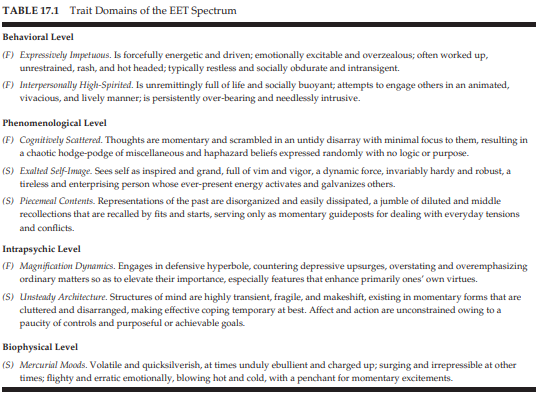 TABLE 17.1 Trait Domains of the EET Spectrum
Behavioral Level
(F) Expressively Impetuous. Is forcefully energetic and driven; emotionally excitable and overzealous; often worked up,
unrestrained, rash, and hot headed; typically restless and socially obdurate and intransigent.
(F) Interpersonally High-Spirited. Is unremittingly full of life and socially buoyant; attempts to engage others in an animated,
vivacious, and lively manner; is persistently over-bearing and needlessly intrusive.
Phenomenological Level
(F) Cognitively Scattered. Thoughts are momentary and scrambled in an untidy disarray with minimal focus to them, resulting in
a chaotic hodge-podge of miscellaneous and haphazard beliefs expressed randomly with no logic or purpose.
(S) Exalted Self-Image. Sees self as inspired and grand, full of vim and vigor, a dynamic force, invariably hardy and robust, a
tireless and enterprising person whose ever-present energy activates and galvanizes others.
(S) Piecemeal Contents. Representations of the past are disorganized and easily dissipated, a jumble of diluted and middle
recollections that are recalled by fits and starts, serving only as momentary guideposts for dealing with everyday tensions
and conflicts.
Intrapsychic Level
(F) Magnification Dynamics. Engages in defensive hyperbole, countering depressive upsurges, overstating and overemphasizing
ordinary matters so as to elevate their importance, especially features that enhance primarily ones' own virtues.
(S) Unsteady Architecture. Structures of mind are highly transient, fragile, and makeshift, existing in momentary forms that are
cluttered and disarranged, making effective coping temporary at best. Affect and action are unconstrained owing to a
paucity of controls and purposeful or achievable goals.
Biophysical Level
(S) Mercurial Moods. Volatile and quicksilverish, at times unduly ebullient and charged up; surging and irrepressible at other
times; flighty and erratic emotionally, blowing hot and cold, with a penchant for momentary excitements.